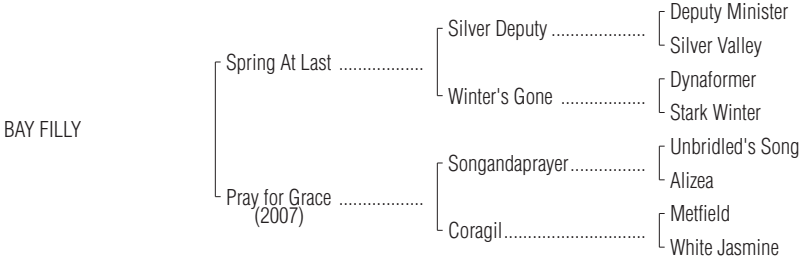 Deputy Minister
Silver Deputy ....................
Silver Valley
Spring At Last ..................
Dynaformer
Winter's Gone ..................
Stark Winter
BAY FILLY
Unbridled's Song
Songandaprayer................
Alizea
Pray for Grace ..................
(2007)
Metfield
Coragil..............................
White Jasmine